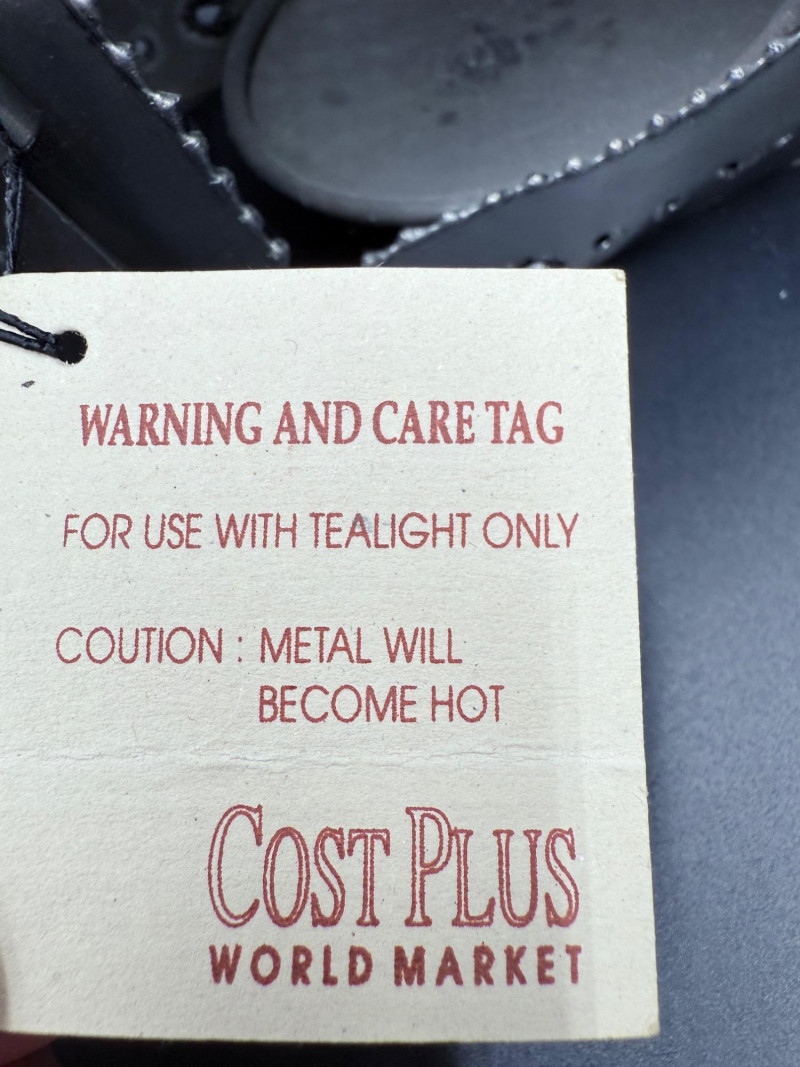 WARNING AND CARE TAG
FOR USE WITH TEALIGHT ONLY
COUTION : METAL WILL
BECOME HOT
COST PLUS
WORLD MARKET